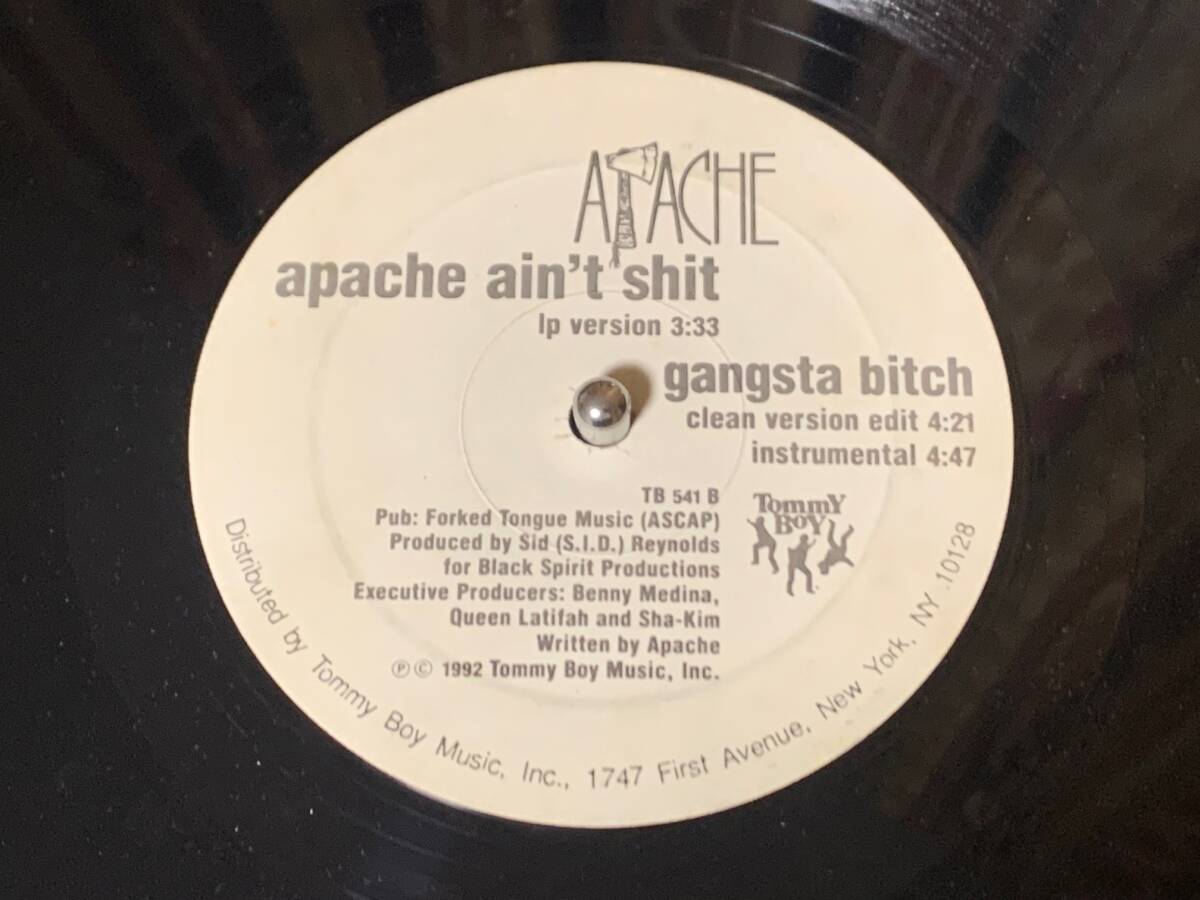 APACHE
apache ain't shit
lp version 3:33
gangsta bitch
clean version edit 4:21
instrumental 4:47
TB 541 B
Pub: Forked Tongue Music (ASCAP)
Produced by Sid (S.I.D.) Reynolds
for Black Spirit Productions
Executive Producers: Benny Medina,
Queen Latifah and Sha-Kim
Written by Apache
℗© 1992 Tommy Boy Music, Inc.
Tommy
Boy
Distributed by Tommy Boy Music, Inc., 1747 First Avenue, New York, NY .10128